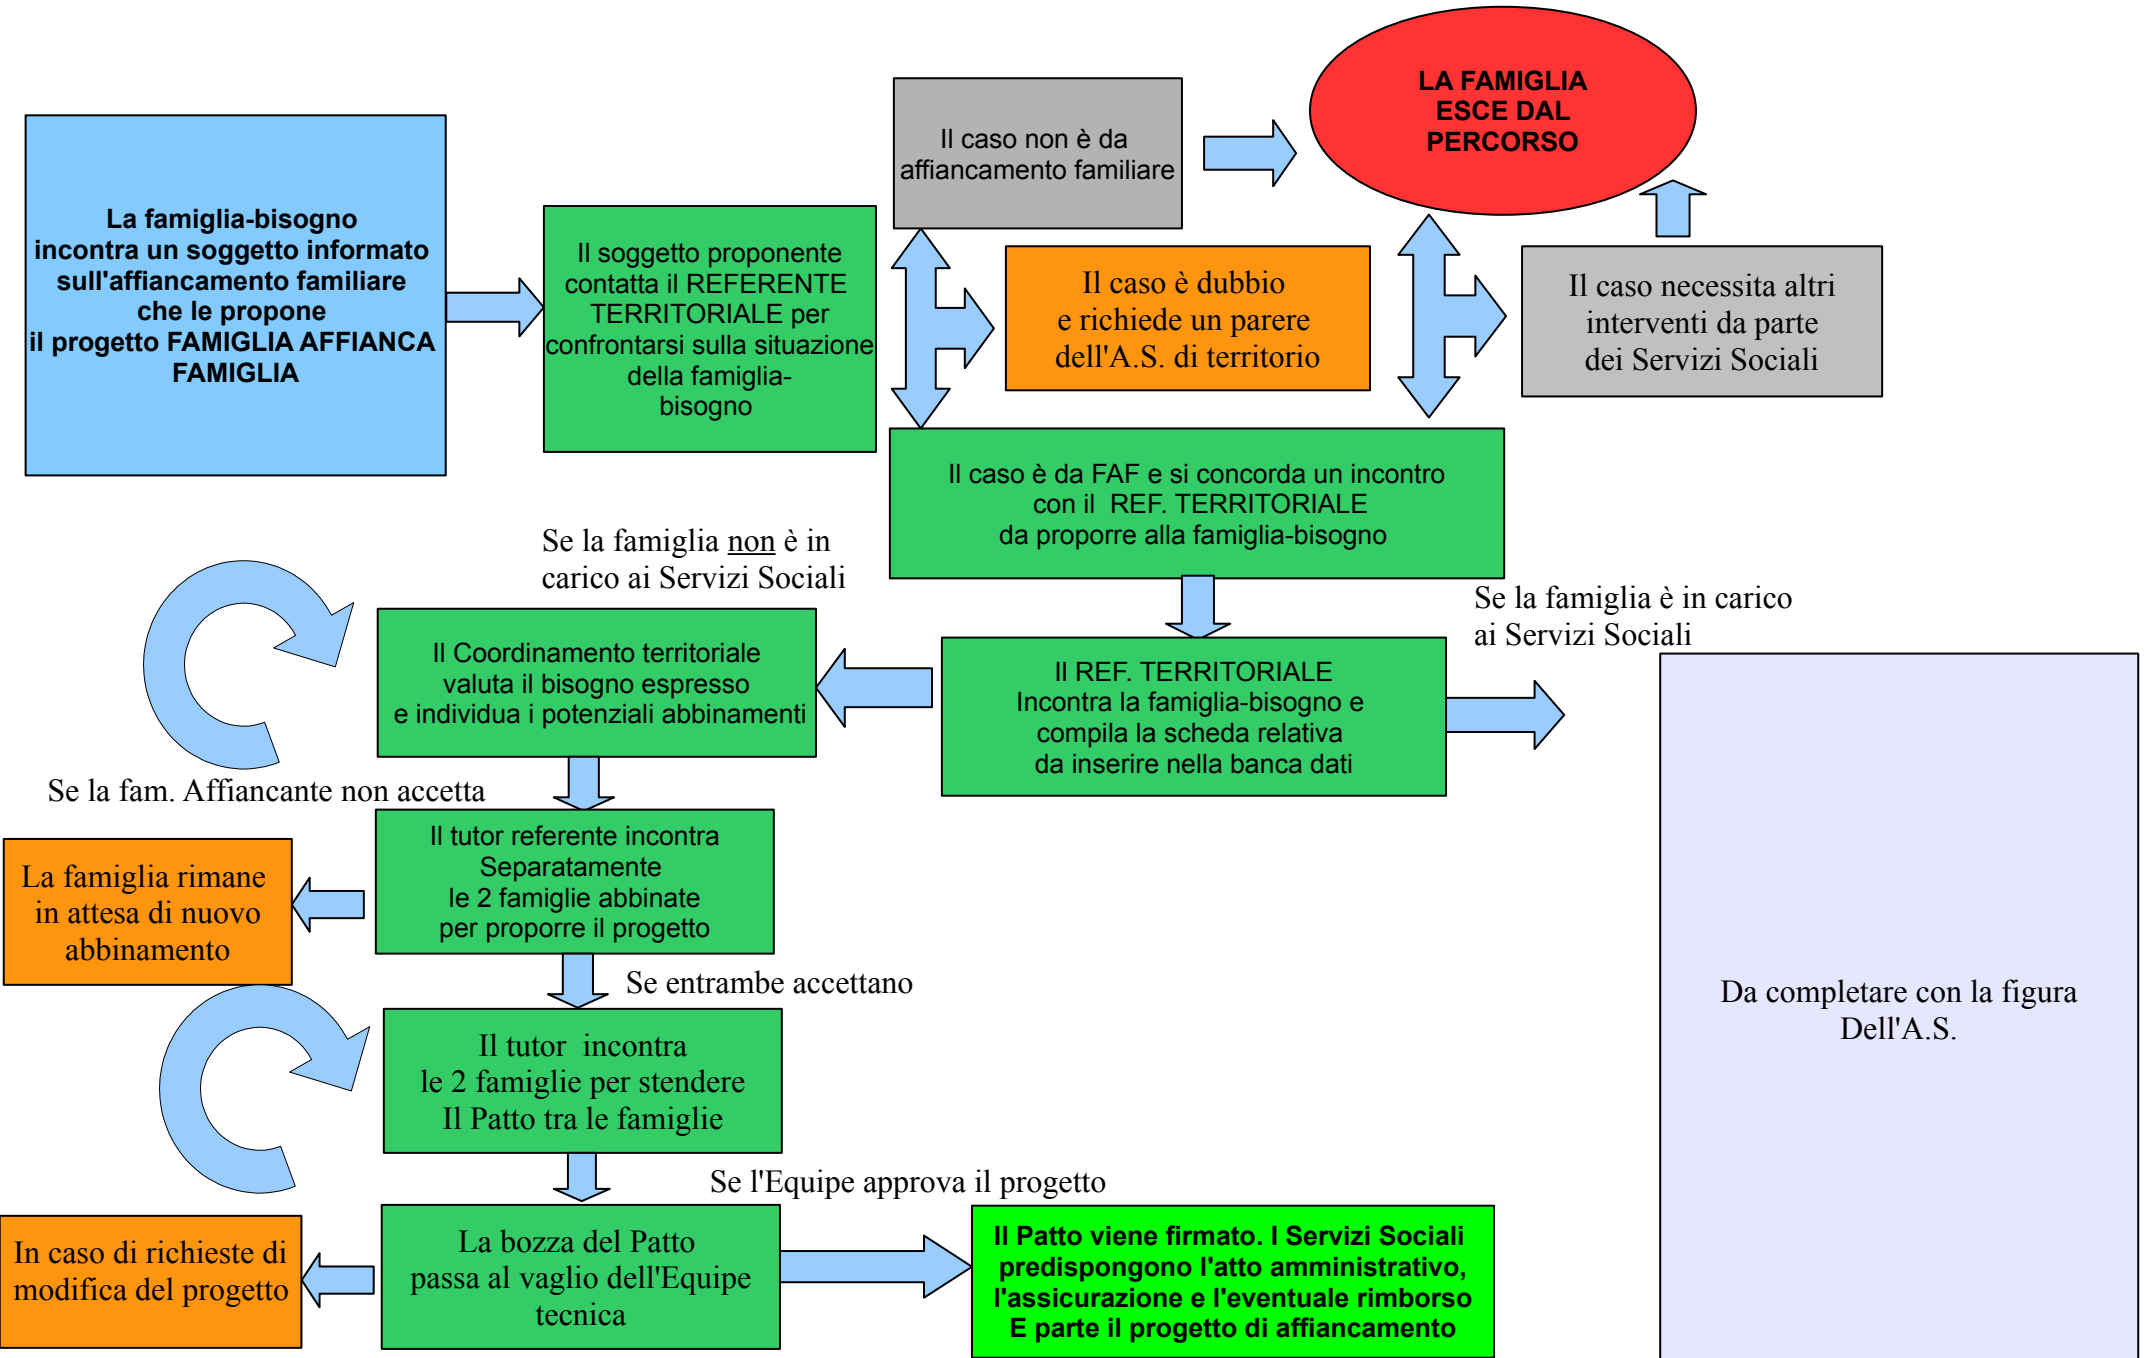 LA FAMIGLIA
ESCE DAL
PERCORSO
Il caso non è da
affiancamento familiare
La famiglia-bisogno
incontra un soggetto informato
sull'affiancamento familiare
che le propone
il progetto FAMIGLIA AFFIANCA
FAMIGLIA
Il soggetto proponente
contatta il REFERENTE
TERRITORIALE per
confrontarsi sulla situazione
della famiglia-
bisogno
Il caso è dubbio
e richiede un parere
dell'A.S. di territorio
Il caso necessita altri
interventi da parte
dei Servizi Sociali
Il caso è da FAF e si concorda un incontro
con il  REF. TERRITORIALE
da proporre alla famiglia-bisogno
Se la famiglia non è in
carico ai Servizi Sociali
Se la famiglia è in carico
ai Servizi Sociali
Il Coordinamento territoriale
valuta il bisogno espresso
e individua i potenziali abbinamenti
Il REF. TERRITORIALE
Incontra la famiglia-bisogno e
compila la scheda relativa
da inserire nella banca dati
Se la fam. Affiancante non accetta
Il tutor referente incontra
Separatamente
le 2 famiglie abbinate
per proporre il progetto
La famiglia rimane
in attesa di nuovo
abbinamento
Se entrambe accettano
Da completare con la figura
Dell'A.S.
Il tutor  incontra
le 2 famiglie per stendere
Il Patto tra le famiglie
Se l'Equipe approva il progetto
In caso di richieste di
modifica del progetto
La bozza del Patto
passa al vaglio dell'Equipe
tecnica
Il Patto viene firmato. I Servizi Sociali
predispongono l'atto amministrativo,
l'assicurazione e l'eventuale rimborso
E parte il progetto di affiancamento